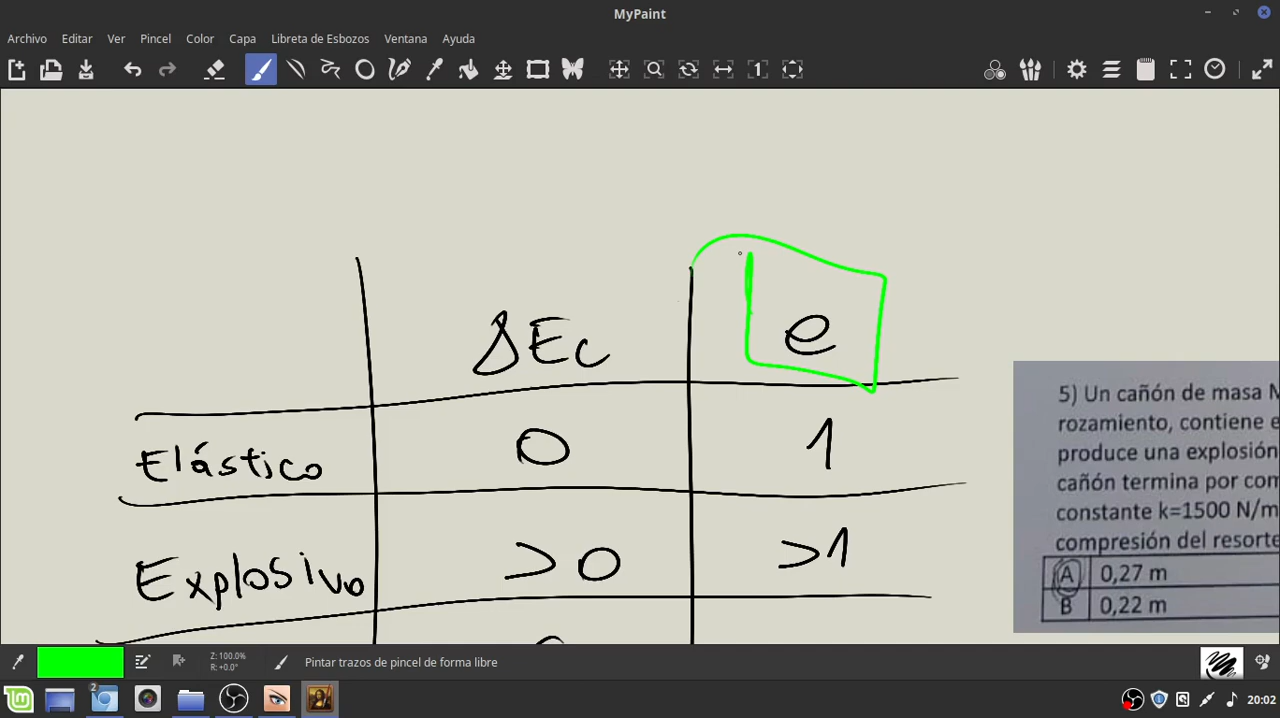 MyPaint
Archivo Editar Ver Pincel Color Capa Libreta de Esbozos Ventana Ayuda
ΔEc e
Elástico 0 1
Explosivo >0 >1
5) Un cañón de masa M
rozamiento, contiene e
produce una explosión
cañón termina por com
constante k=1500 N/m
compresión del resorte
A 0,27 m
B 0,22 m
Z: 100.0%
R: +0.0°
Pintar trazos de pincel de forma libre
2
20:02